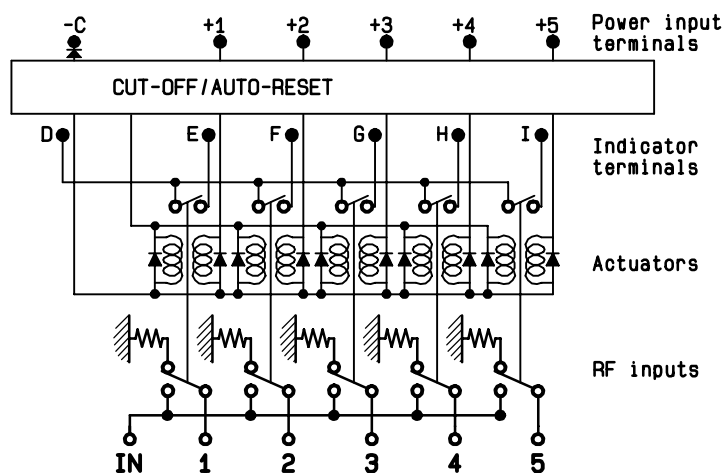 -C +1 +2 +3 +4 +5 Power input
terminals
CUT-OFF/AUTO-RESET
D E F G H I Indicator
terminals
Actuators
RF inputs
IN 1 2 3 4 5